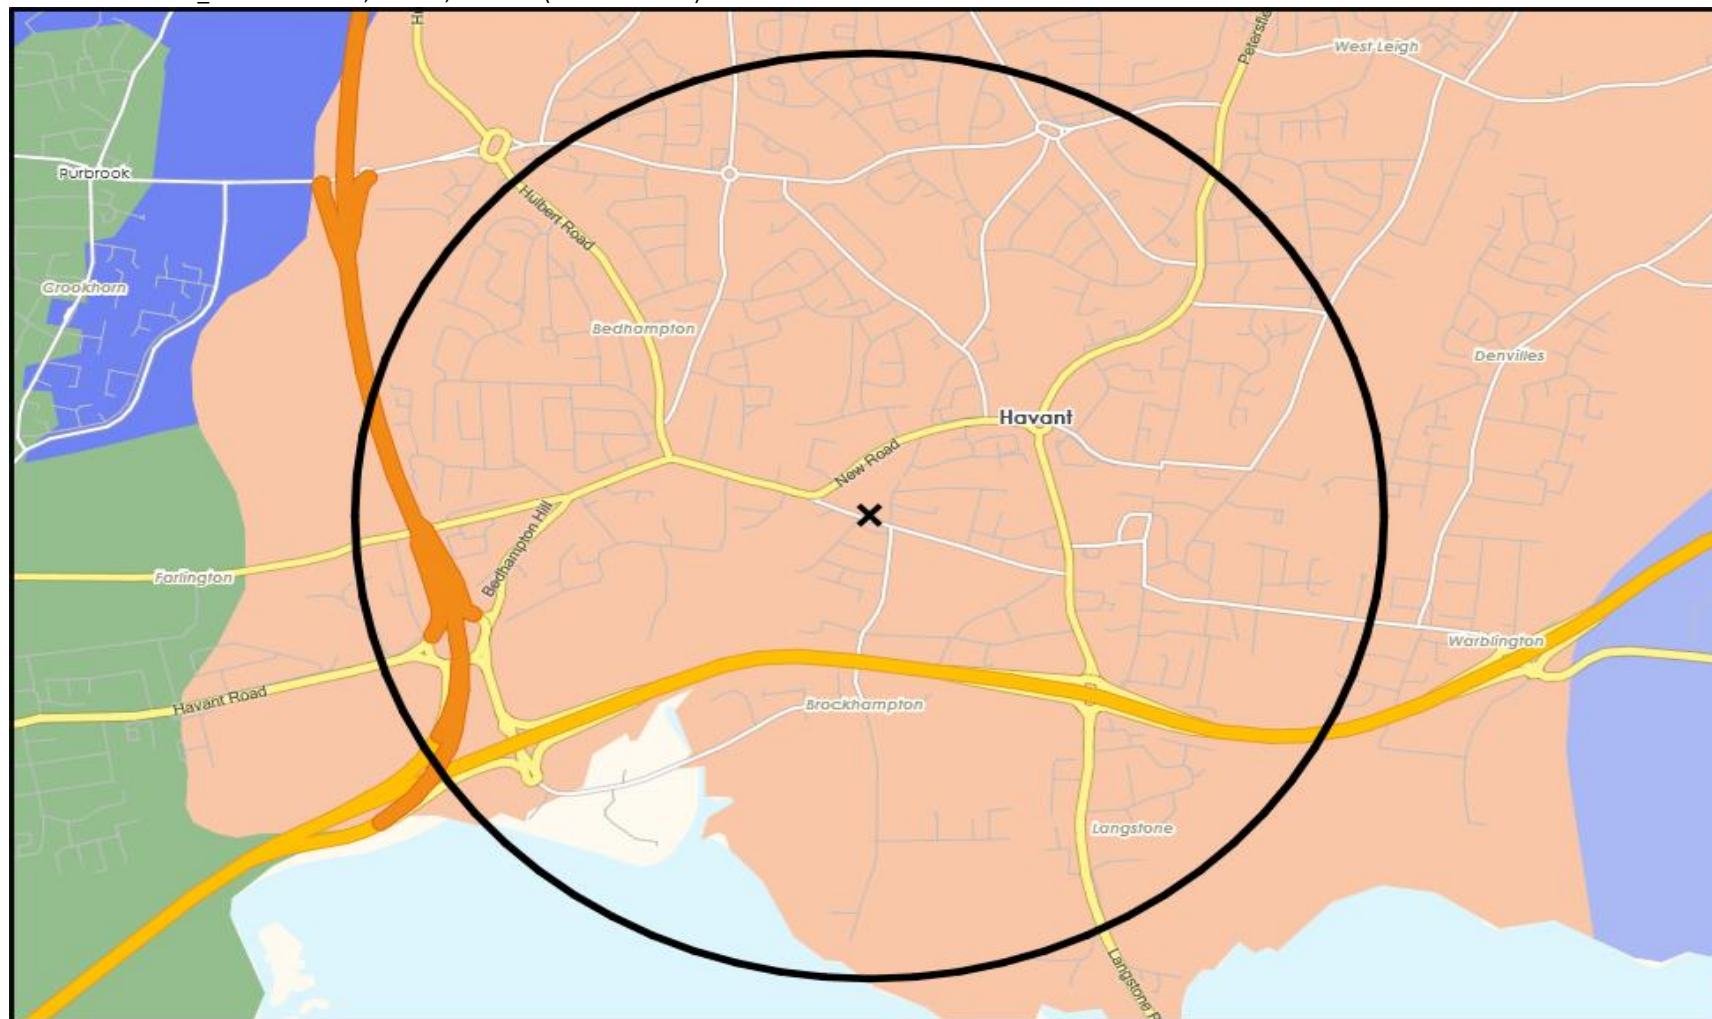 West Leigh
Purbrook
Hulbert Road
Crookhorn
Bedhampton
Denvilles
Havant
New Road
Bedhampton Hill
Farlington
Warblington
Havant Road
Brockhampton
Langstone